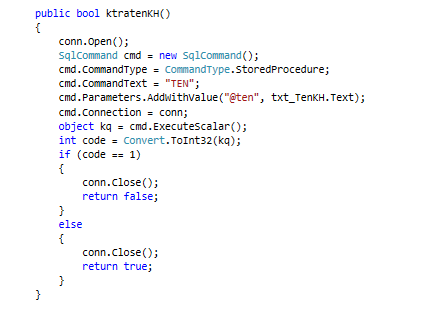 public bool ktratenKH()
{
conn.Open();
SqlCommand cmd = new SqlCommand();
cmd.CommandType = CommandType.StoredProcedure;
cmd.CommandText = "TEN";
cmd.Parameters.AddWithValue("@ten", txt_TenKH.Text);
cmd.Connection = conn;
object kq = cmd.ExecuteScalar();
int code = Convert.ToInt32(kq);
if (code == 1)
{
conn.Close();
return false;
}
else
{
conn.Close();
return true;
}
}